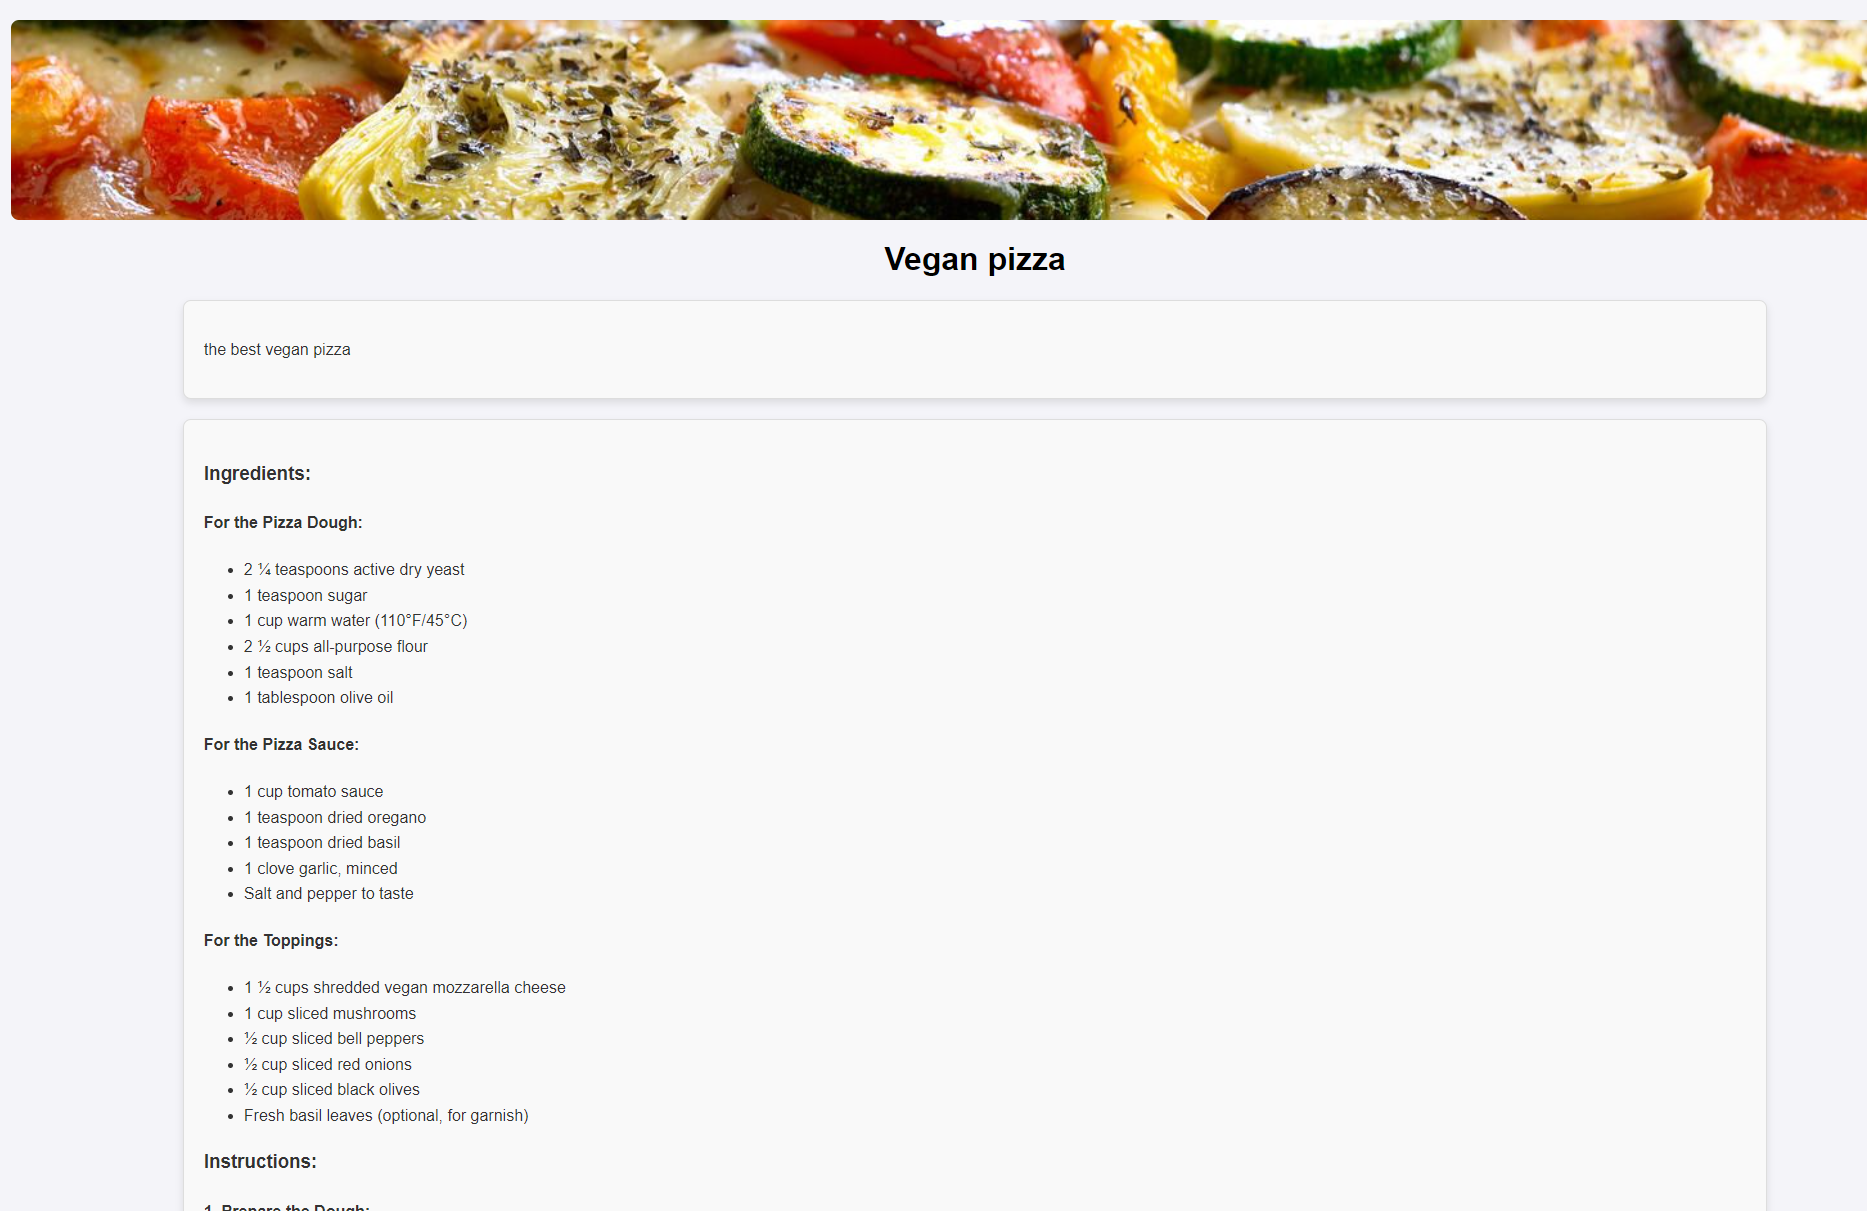 Vegan pizza
the best vegan pizza
Ingredients:
For the Pizza Dough:
2 ¼ teaspoons active dry yeast
1 teaspoon sugar
1 cup warm water (110°F/45°C)
2 ½ cups all-purpose flour
1 teaspoon salt
1 tablespoon olive oil
For the Pizza Sauce:
1 cup tomato sauce
1 teaspoon dried oregano
1 teaspoon dried basil
1 clove garlic, minced
Salt and pepper to taste
For the Toppings:
1 ½ cups shredded vegan mozzarella cheese
1 cup sliced mushrooms
½ cup sliced bell peppers
½ cup sliced red onions
½ cup sliced black olives
Fresh basil leaves (optional, for garnish)
Instructions:
1. Prepare the Dough: